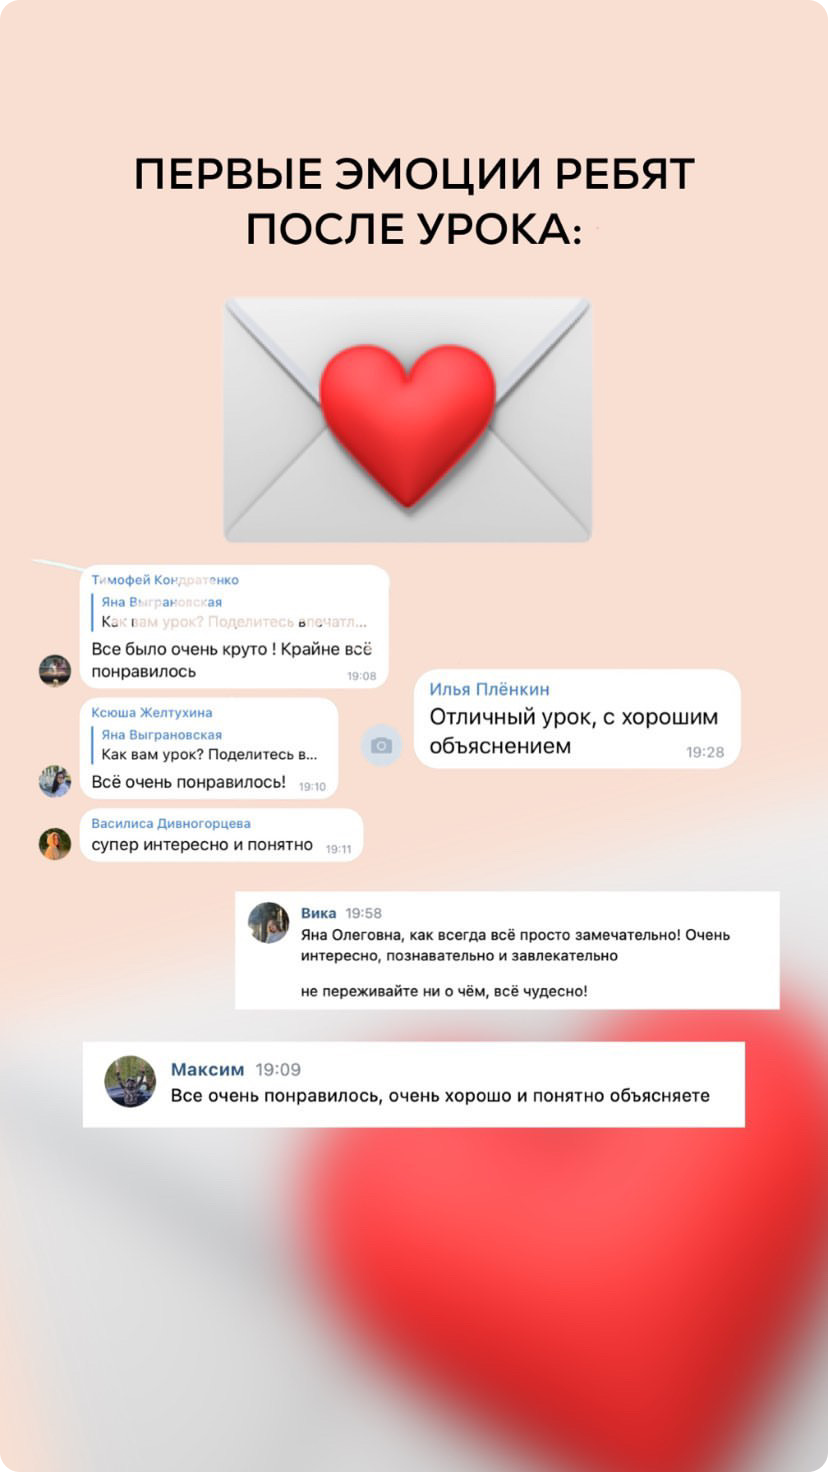 ПЕРВЫЕ ЭМОЦИИ РЕБЯТ
ПОСЛЕ УРОКА:
Тимофей Кондратенко
Яна Выграновская
Как вам урок? Поделитесь впечатл...
Все было очень круто ! Крайне всё
понравилось 19:08
Ксюша Желтухина
Яна Выграновская
Как вам урок? Поделитесь в...
Всё очень понравилось! 19:10
Василиса Дивногорцева
супер интересно и понятно 19:11
Илья Плёнкин
Отличный урок, с хорошим
объяснением 19:28
Вика 19:58
Яна Олеговна, как всегда всё просто замечательно! Очень
интересно, познавательно и завлекательно
не переживайте ни о чём, всё чудесно!
Максим 19:09
Все очень понравилось, очень хорошо и понятно объясняете